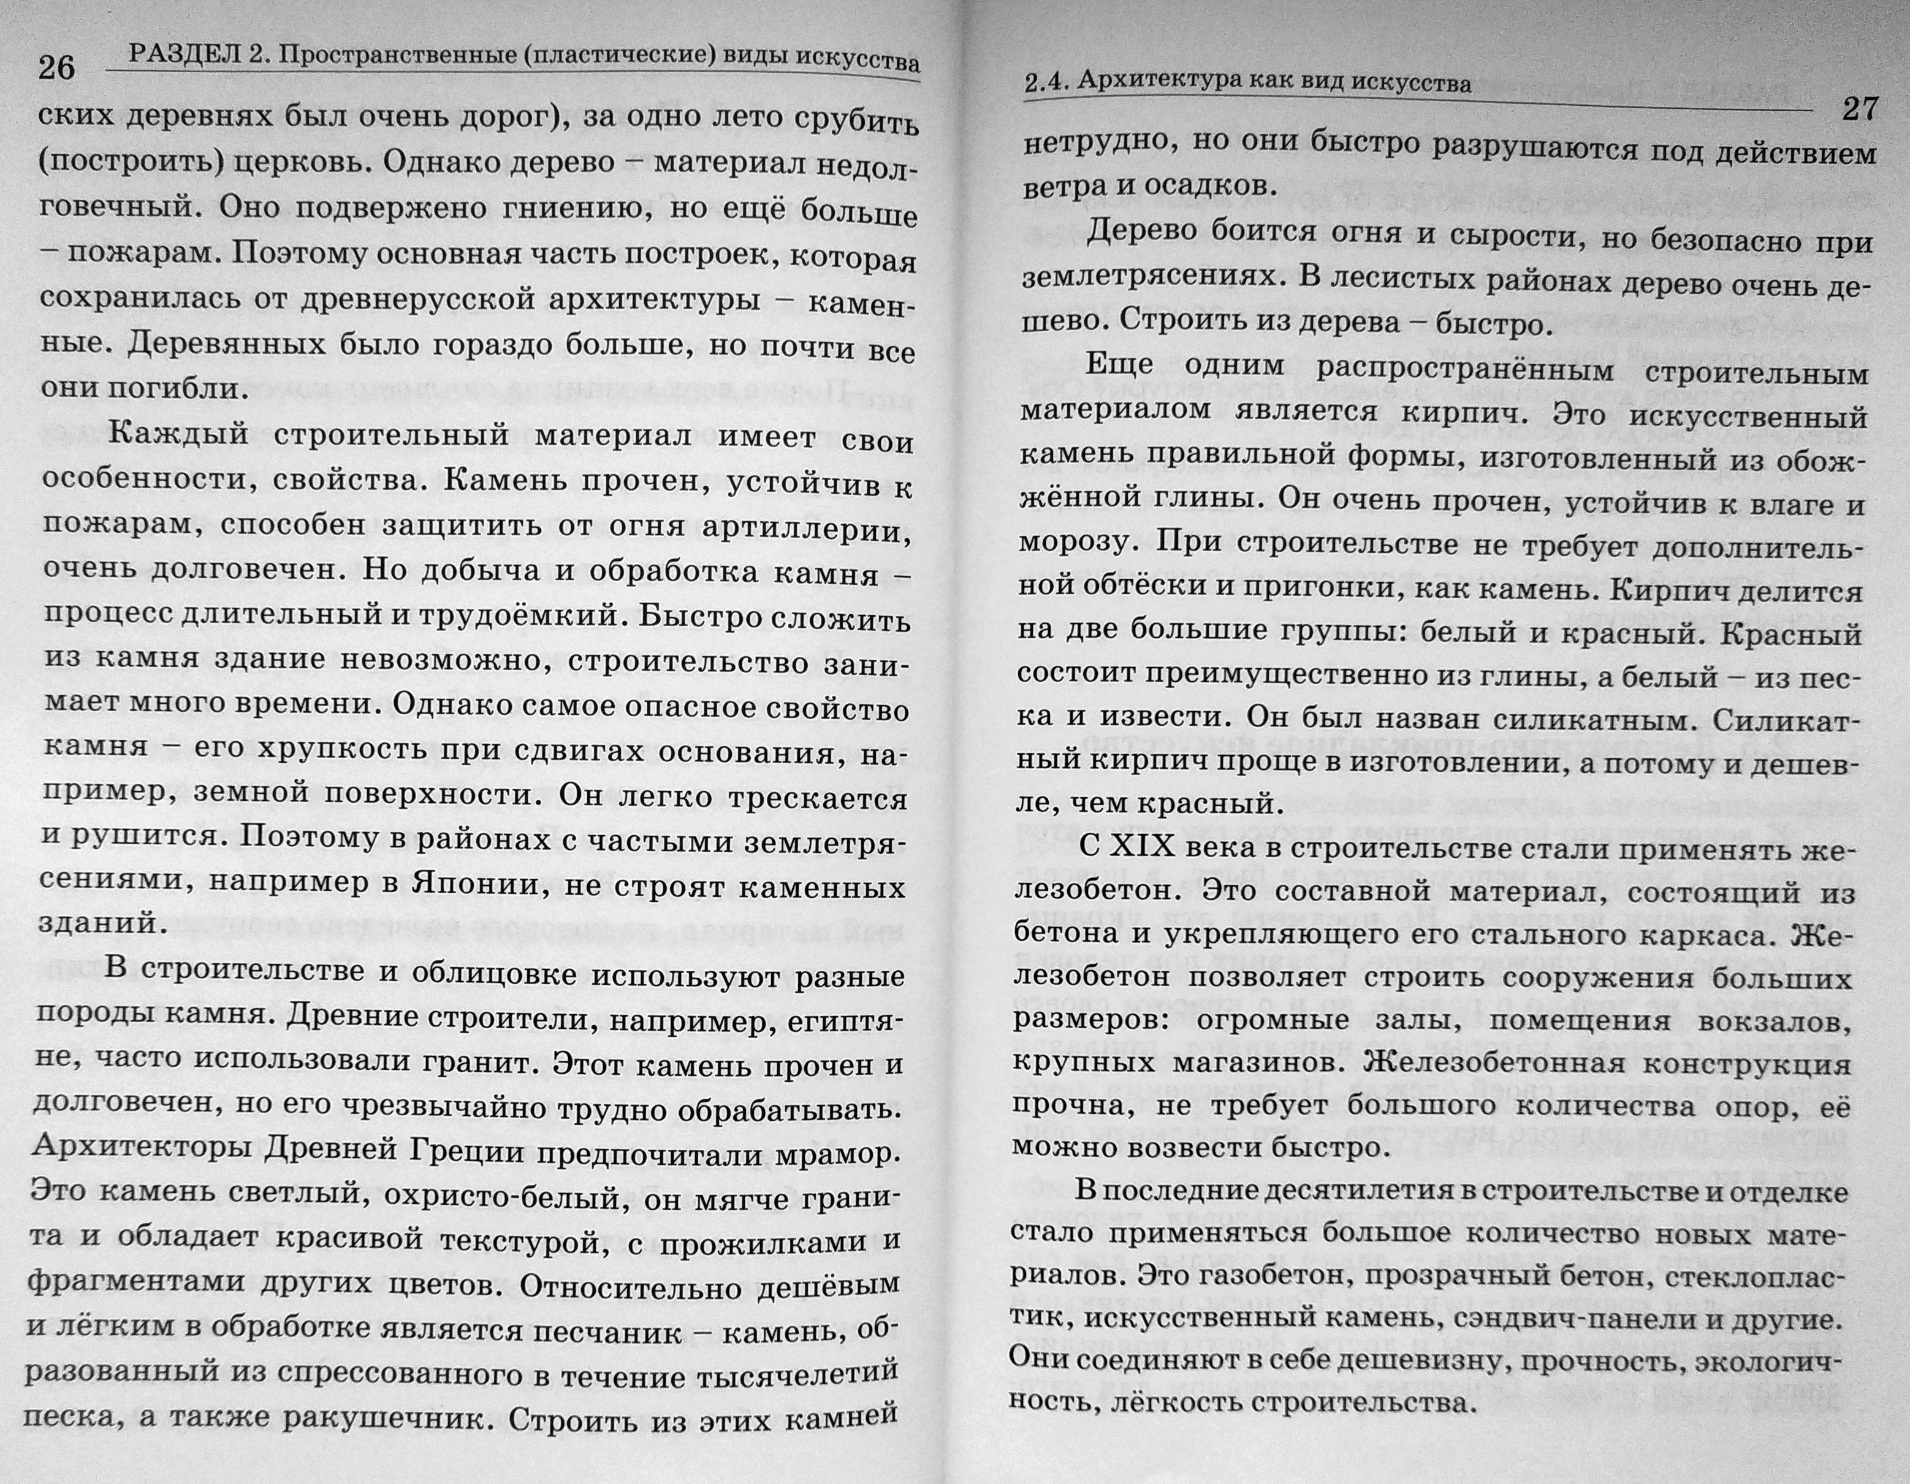 26
РАЗДЕЛ 2. Пространственные (пластические) виды искусства
ских деревнях был очень дорог), за одно лето срубить
(построить) церковь. Однако дерево – материал недол-
говечный. Оно подвержено гниению, но ещё больше
– пожарам. Поэтому основная часть построек, которая
сохранилась от древнерусской архитектуры – камен-
ные. Деревянных было гораздо больше, но почти все
они погибли.
Каждый строительный материал имеет свои
особенности, свойства. Камень прочен, устойчив к
пожарам, способен защитить от огня артиллерии,
очень долговечен. Но добыча и обработка камня –
процесс длительный и трудоёмкий. Быстро сложить
из камня здание невозможно, строительство зани-
мает много времени. Однако самое опасное свойство
камня – его хрупкость при сдвигах основания, на-
пример, земной поверхности. Он легко трескается
и рушится. Поэтому в районах с частыми землетря-
сениями, например в Японии, не строят каменных
зданий.
В строительстве и облицовке используют разные
породы камня. Древние строители, например, египтя-
не, часто использовали гранит. Этот камень прочен и
долговечен, но его чрезвычайно трудно обрабатывать.
Архитекторы Древней Греции предпочитали мрамор.
Это камень светлый, охристо-белый, он мягче грани-
та и обладает красивой текстурой, с прожилками и
фрагментами других цветов. Относительно дешёвым
и лёгким в обработке является песчаник – камень, об-
разованный из спрессованного в течение тысячелетий
песка, а также ракушечник. Строить из этих камней
2.4. Архитектура как вид искусства
27
нетрудно, но они быстро разрушаются под действием
ветра и осадков.
Дерево боится огня и сырости, но безопасно при
землетрясениях. В лесистых районах дерево очень де-
шево. Строить из дерева – быстро.
Еще одним распространённым строительным
материалом является кирпич. Это искусственный
камень правильной формы, изготовленный из обож-
жённой глины. Он очень прочен, устойчив к влаге и
морозу. При строительстве не требует дополнитель-
ной обтёски и пригонки, как камень. Кирпич делится
на две большие группы: белый и красный. Красный
состоит преимущественно из глины, а белый – из пес-
ка и извести. Он был назван силикатным. Силикат-
ный кирпич проще в изготовлении, а потому и дешев-
ле, чем красный.
С XIX века в строительстве стали применять же-
лезобетон. Это составной материал, состоящий из
бетона и укрепляющего его стального каркаса. Же-
лезобетон позволяет строить сооружения больших
размеров: огромные залы, помещения вокзалов,
крупных магазинов. Железобетонная конструкция
прочна, не требует большого количества опор, её
можно возвести быстро.
В последние десятилетия в строительстве и отделке
стало применяться большое количество новых мате-
риалов. Это газобетон, прозрачный бетон, стеклоплас-
тик, искусственный камень, сэндвич-панели и другие.
Они соединяют в себе дешевизну, прочность, экологич-
ность, лёгкость строительства.